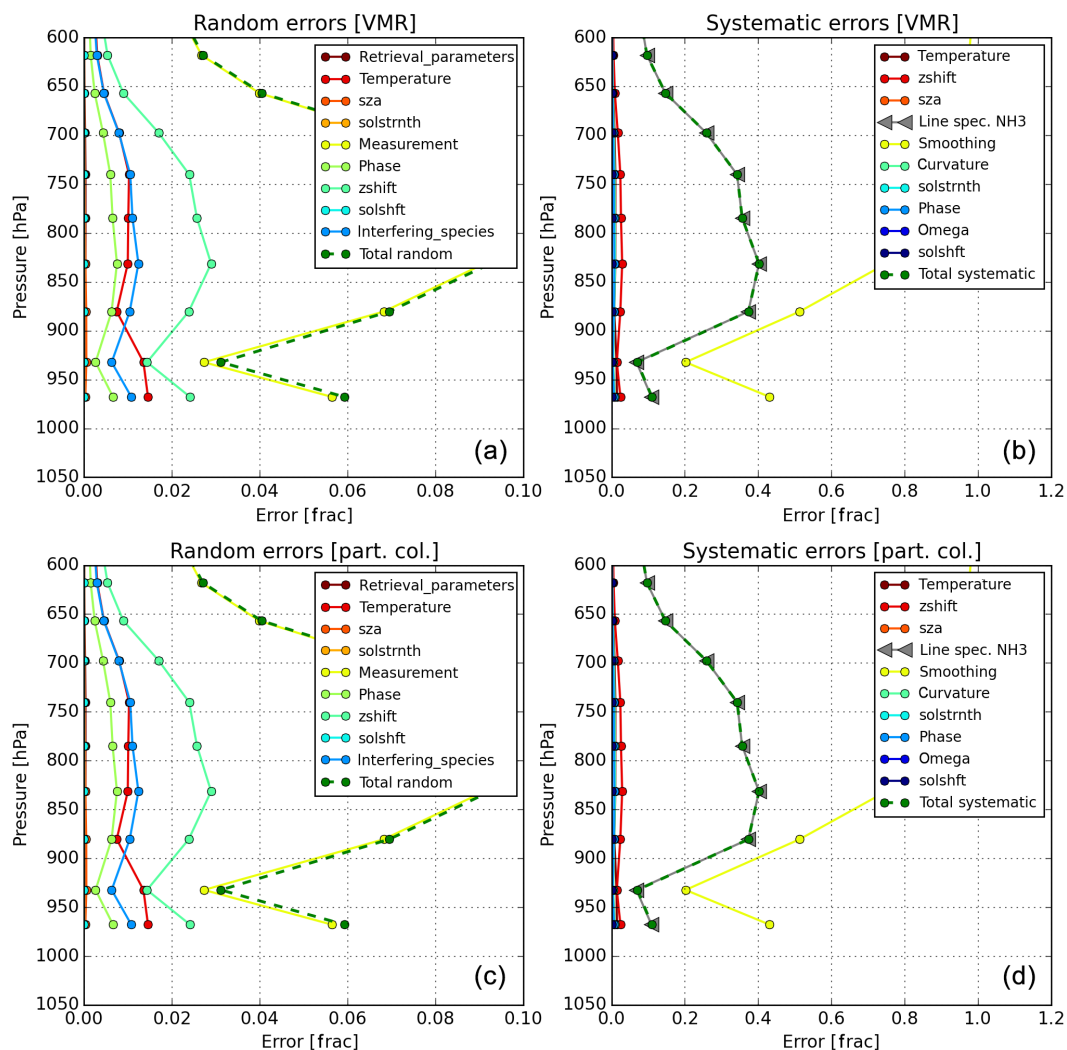 Random errors [VMR]
600
650
700
750
800
850
900
950
1000
1050
Pressure [hPa]
Retrieval_parameters
Temperature
sza
solstrnth
Measurement
Phase
zshift
solshft
Interfering_species
Total random
(a)
0.00 0.02 0.04 0.06 0.08 0.10
Error [frac]
Systematic errors [VMR]
600
650
700
750
800
850
900
950
1000
1050
Pressure [hPa]
Temperature
zshift
sza
Line spec. NH3
Smoothing
Curvature
solstrnth
Phase
Omega
solshft
Total systematic
(b)
0.0 0.2 0.4 0.6 0.8 1.0 1.2
Error [frac]
Random errors [part. col.]
600
650
700
750
800
850
900
950
1000
1050
Pressure [hPa]
Retrieval_parameters
Temperature
sza
solstrnth
Measurement
Phase
zshift
solshft
Interfering_species
Total random
(c)
0.00 0.02 0.04 0.06 0.08 0.10
Error [frac]
Systematic errors [part. col.]
600
650
700
750
800
850
900
950
1000
1050
Pressure [hPa]
Temperature
zshift
sza
Line spec. NH3
Smoothing
Curvature
solstrnth
Phase
Omega
solshft
Total systematic
(d)
0.0 0.2 0.4 0.6 0.8 1.0 1.2
Error [frac]